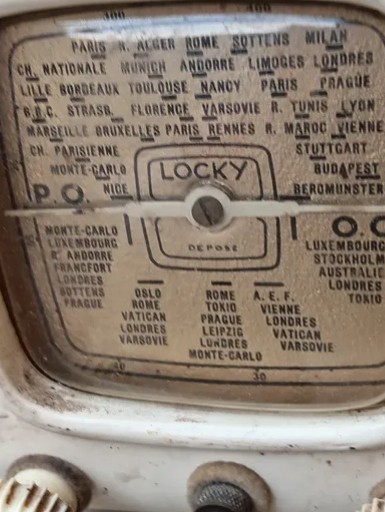 300 400
PARIS R. ALGER ROME SOTTENS MILAN
CH. NATIONALE MUNICH ANDORRE LIMOGES LONDRES
LILLE BORDEAUX TOULOUSE NANCY PARIS PRAGUE
B.B.C. STRASB. FLORENCE VARSOVIE R. TUNIS LYON
MARSEILLE BRUXELLES PARIS RENNES R. MAROC VIENNE
CH. PARISIENNE STUTTGART
MONTE-CARLO BUDAPEST
P.O. NICE BEROMUNSTER
LOCKY
DEPOSE
O.C
MONTE-CARLO
LUXEMBOURG
R. ANDORRE
FRANCFORT
LONDRES
SOTTENS
PRAGUE
OSLO
ROME
VATICAN
LONDRES
VARSOVIE
ROME
TOKIO
PRAGUE
LEIPZIG
LONDRES
MONTE-CARLO
A. E. F.
VIENNE
LONDRES
VATICAN
VARSOVIE
LUXEMBOURG
STOCKHOLM
AUSTRALIE
LONDRES
TOKIO
40 30